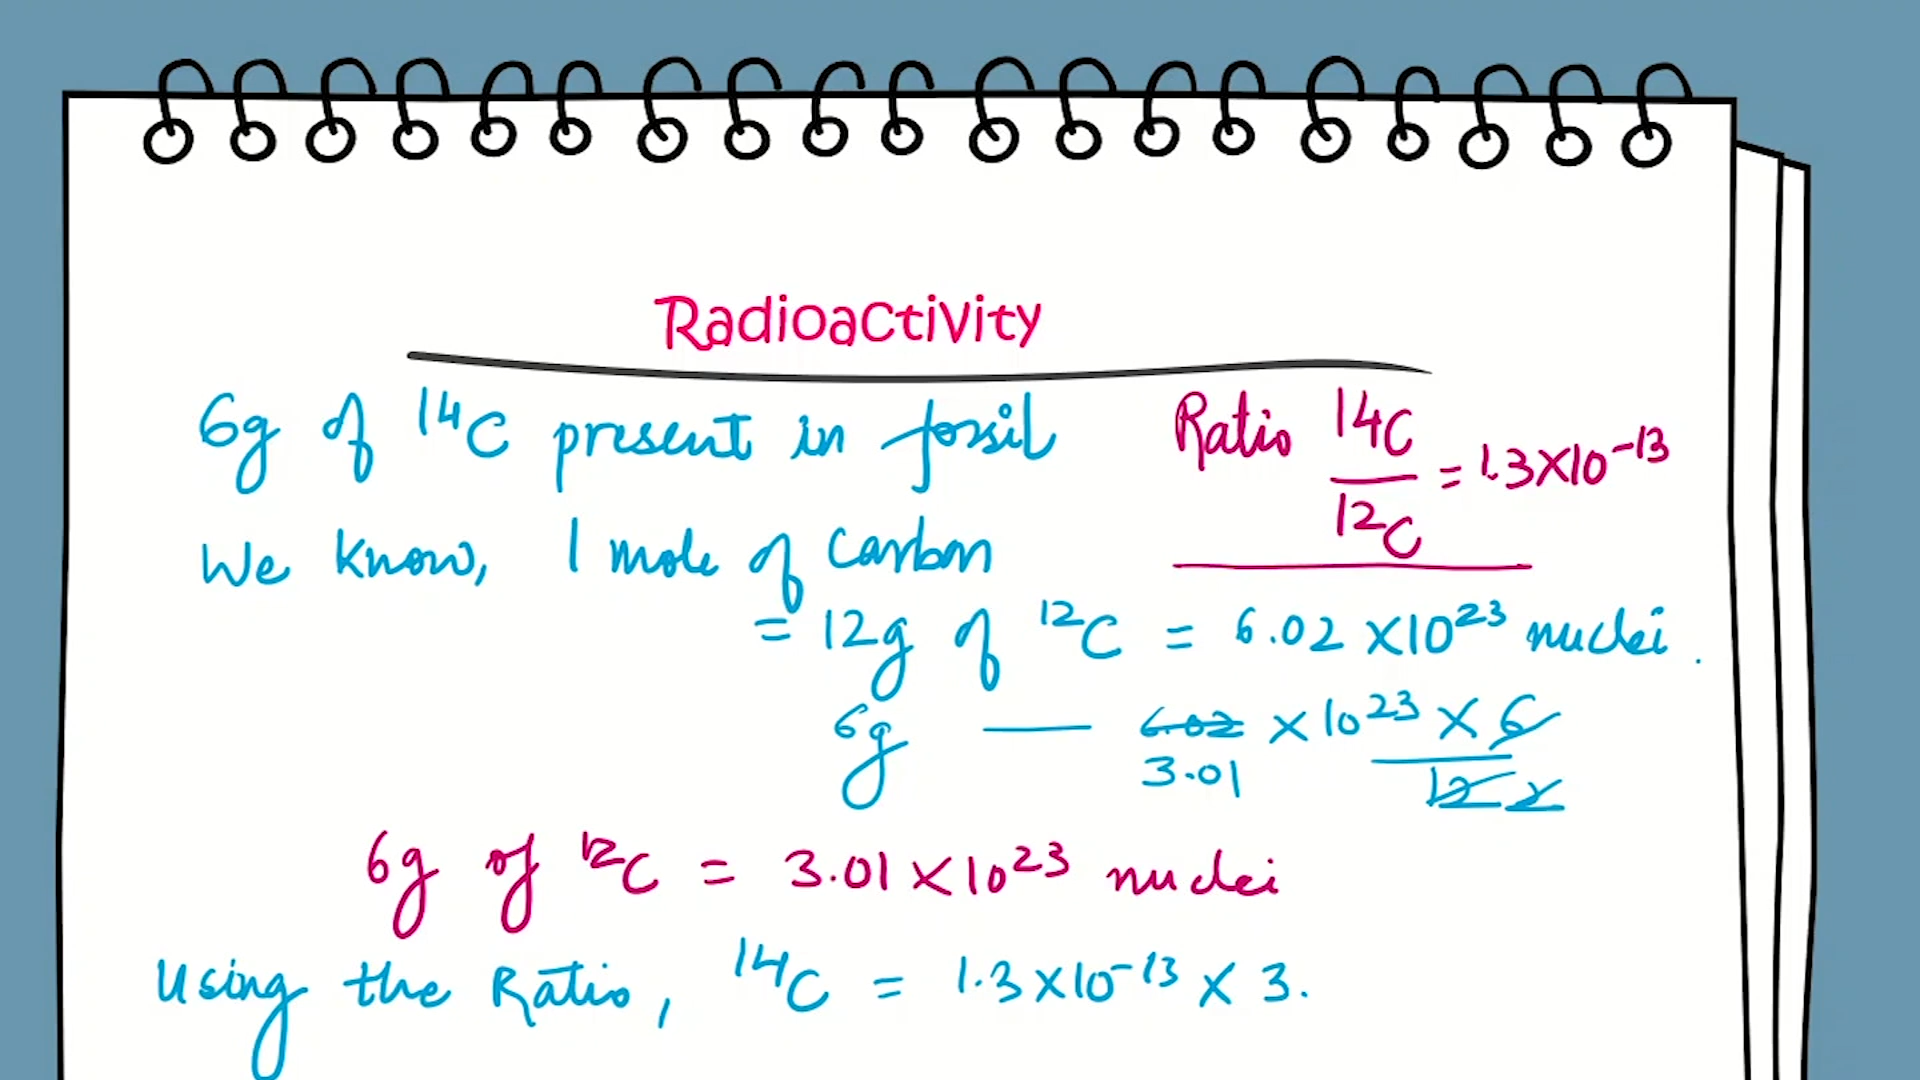 Radioactivity
6g of ¹⁴C present in fossil
Ratio ¹⁴C / ¹²C = 1.3×10⁻¹³
We know, 1 mole of Carbon
= 12g of ¹²C = 6.02 ×10²³ nuclei.
6g — 6.02 ×10²³ × 6 / 12 2
3.01
6g of ¹²C = 3.01×10²³ nuclei
Using the Ratio, ¹⁴C = 1.3×10⁻¹³ × 3.